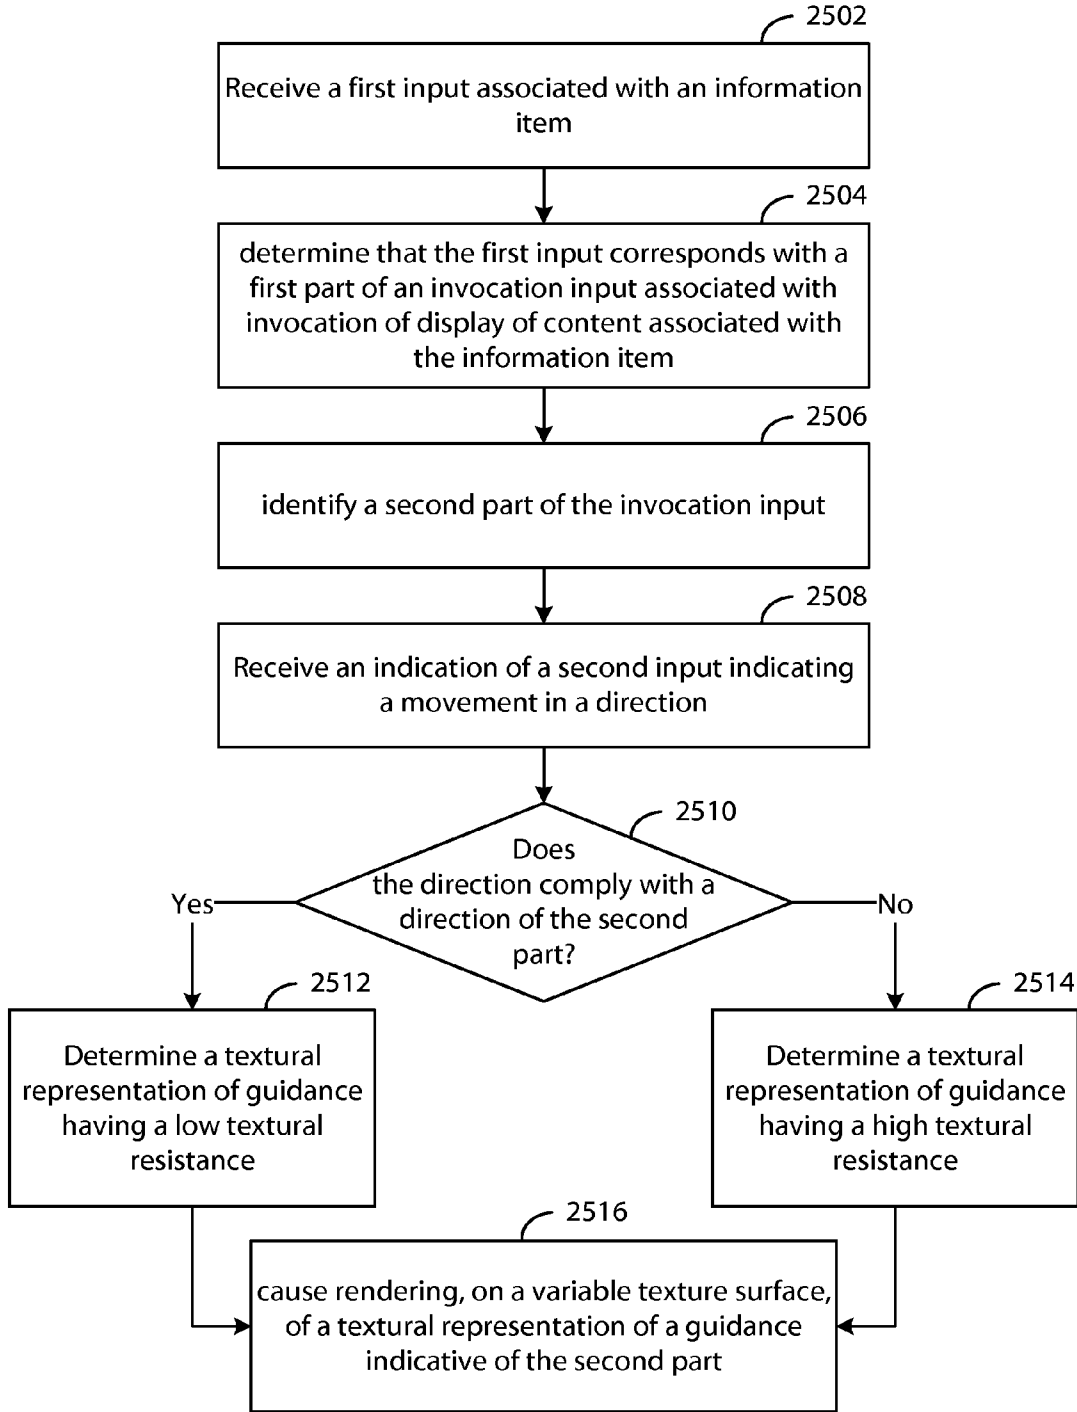 2502
Receive a first input associated with an information
item
2504
determine that the first input corresponds with a
first part of an invocation input associated with
invocation of display of content associated with
the information item
2506
identify a second part of the invocation input
2508
Receive an indication of a second input indicating
a movement in a direction
2510
Does
the direction comply with a
direction of the second
part?
Yes
No
2512
Determine a textural
representation of guidance
having a low textural
resistance
2514
Determine a textural
representation of guidance
having a high textural
resistance
2516
cause rendering, on a variable texture surface,
of a textural representation of a guidance
indicative of the second part